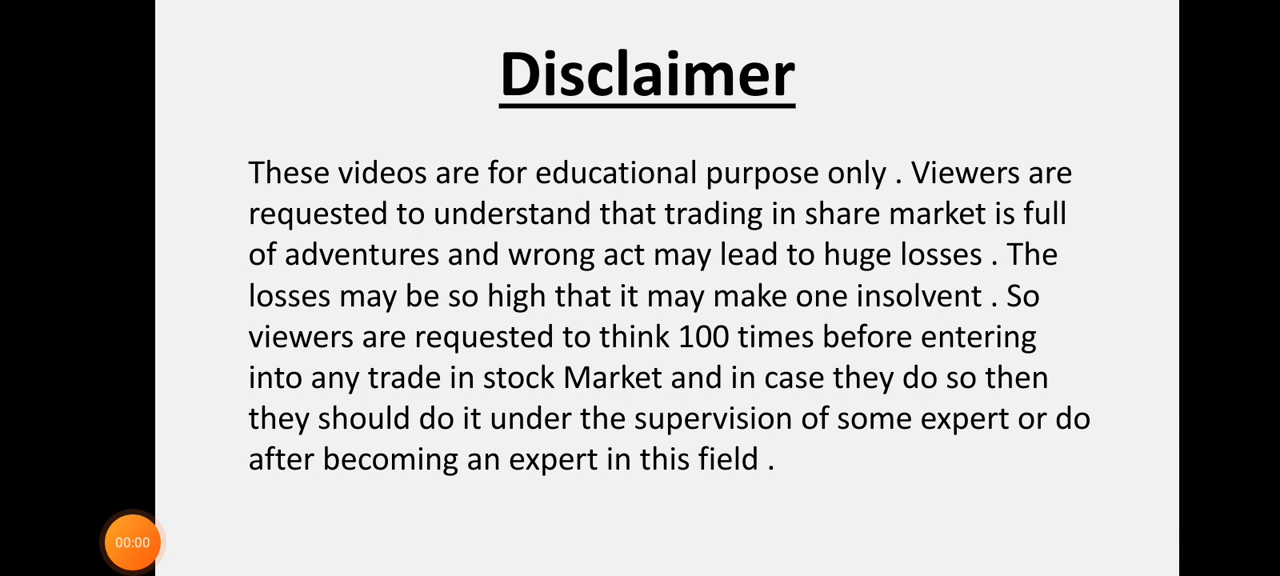 Disclaimer
These videos are for educational purpose only . Viewers are
requested to understand that trading in share market is full
of adventures and wrong act may lead to huge losses . The
losses may be so high that it may make one insolvent . So
viewers are requested to think 100 times before entering
into any trade in stock Market and in case they do so then
they should do it under the supervision of some expert or do
after becoming an expert in this field .
00:00